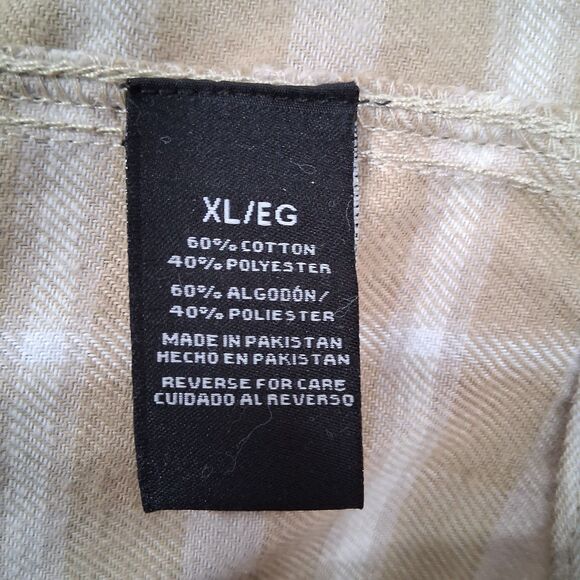 XL/EG
60% COTTON
40% POLYESTER
60% ALGODÓN/
40% POLIESTER
MADE IN PAKISTAN
HECHO EN PAKISTAN
REVERSE FOR CARE
CUIDADO AL REVERSO